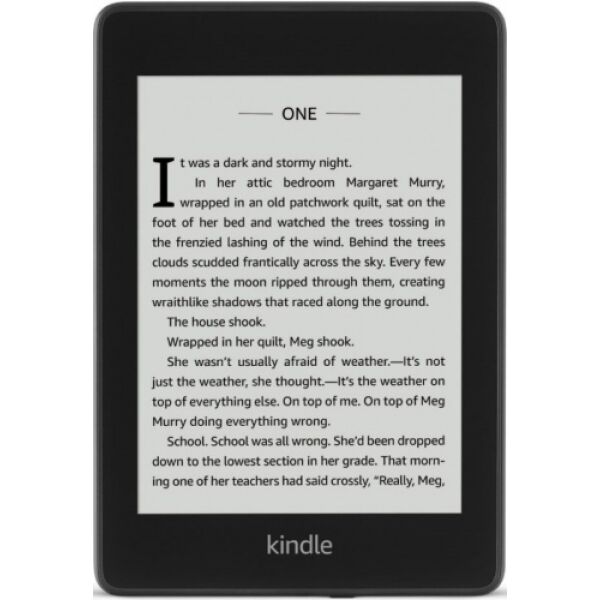 ONE
It was a dark and stormy night.
In her attic bedroom Margaret Murry,
wrapped in an old patchwork quilt, sat on the
foot of her bed and watched the trees tossing in
the frenzied lashing of the wind. Behind the trees
clouds scudded frantically across the sky. Every few
moments the moon ripped through them, creating
wraithlike shadows that raced along the ground.
The house shook.
Wrapped in her quilt, Meg shook.
She wasn't usually afraid of weather.—It's not
just the weather, she thought.—It's the weather on
top of everything else. On top of me. On top of Meg
Murry doing everything wrong.
School. School was all wrong. She'd been dropped
down to the lowest section in her grade. That morn-
ing one of her teachers had said crossly, “Really, Meg,
kindle